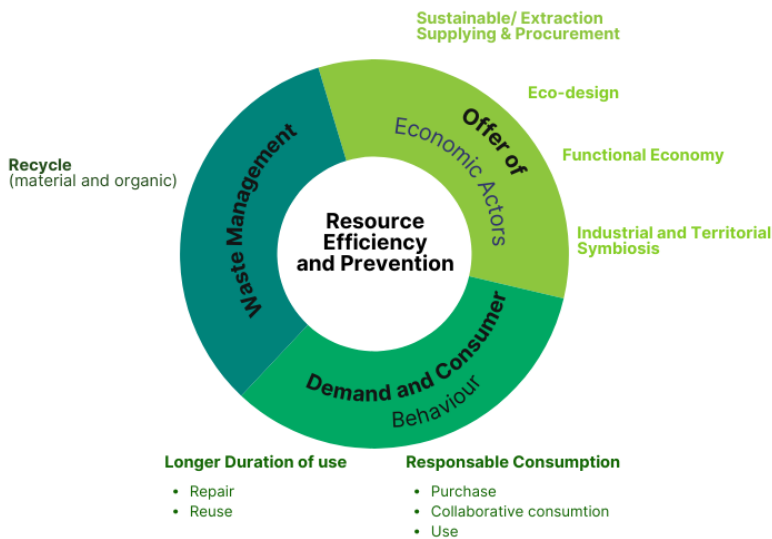 Sustainable/ Extraction
Supplying & Procurement
Eco-design
Functional Economy
Industrial and Territorial
Symbiosis
Offer of
Economic Actors
Waste Management
Recycle
(material and organic)
Resource
Efficiency
and Prevention
Demand and Consumer
Behaviour
Longer Duration of use
• Repair
• Reuse
Responsable Consumption
• Purchase
• Collaborative consumtion
• Use